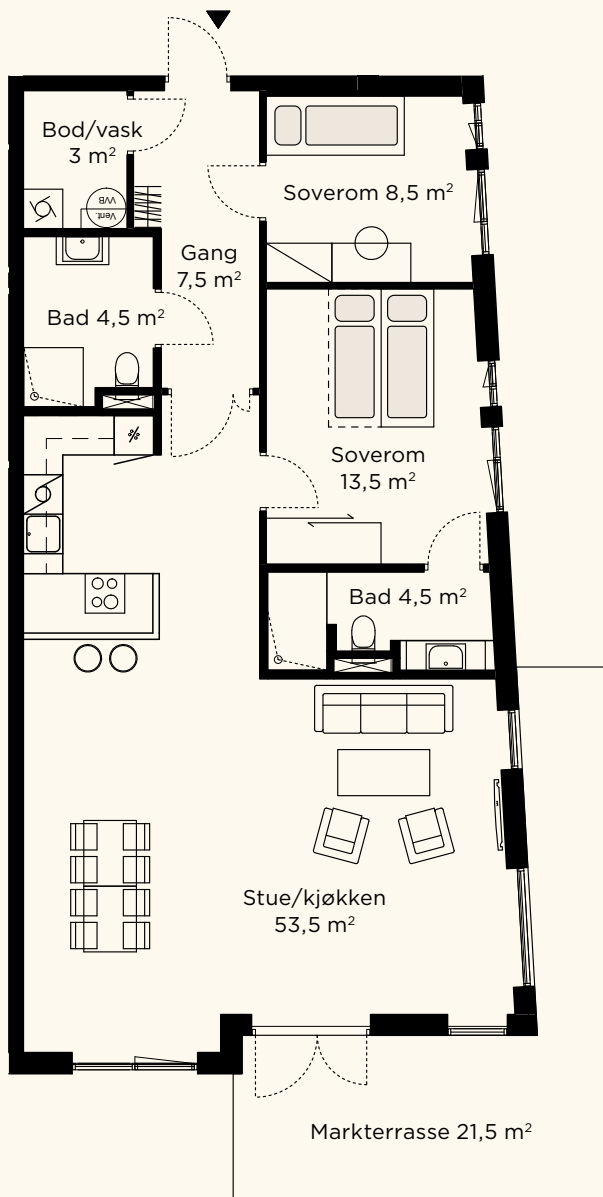 Bod/vask
3 m²
Soverom 8,5 m²
VVB
Vent.
Gang
7,5 m²
Bad 4,5 m²
Soverom
13,5 m²
Bad 4,5 m²
Stue/kjøkken
53,5 m²
Markterrasse 21,5 m²